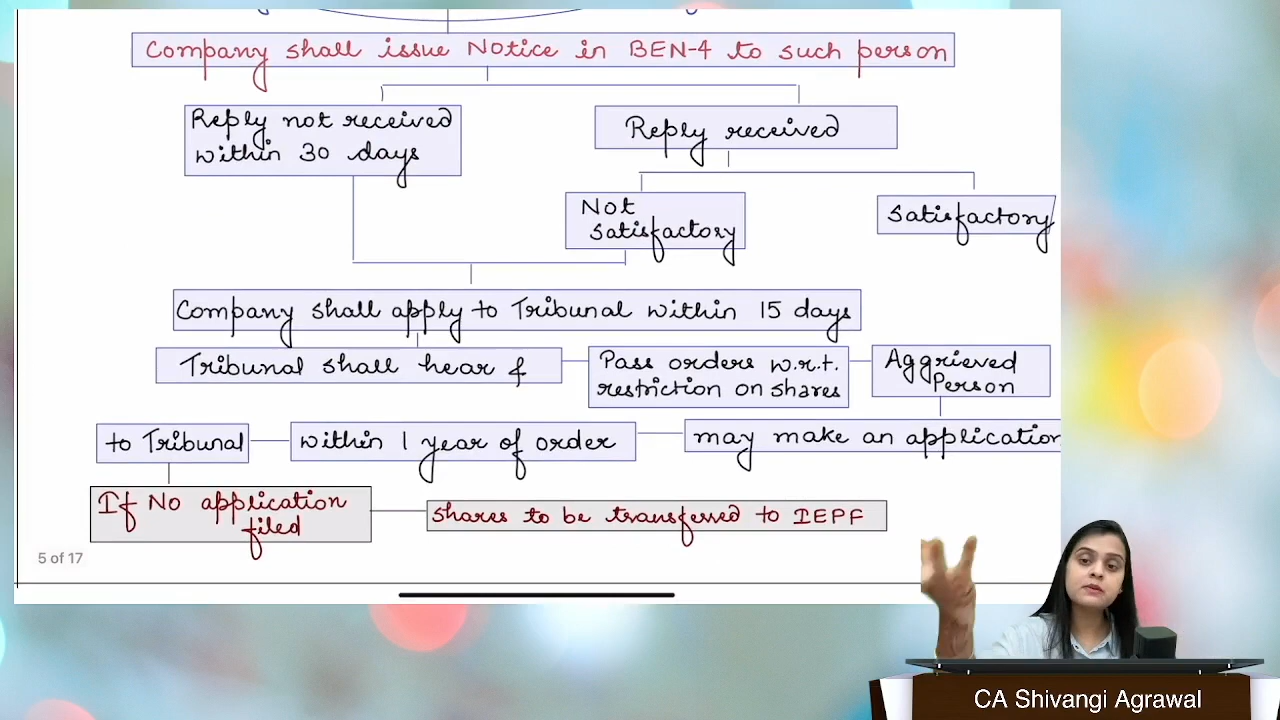 Company shall issue Notice in BEN-4 to such person
Reply not received
within 30 days
Reply received
Not
satisfactory
satisfactory
Company shall apply to Tribunal within 15 days
Tribunal shall hear &
Pass orders w.r.t.
restriction on shares
Aggrieved
Person
to Tribunal
within 1 year of order
may make an application
If No application
filed
shares to be transferred to IEPF
5 of 17
CA Shivangi Agrawal